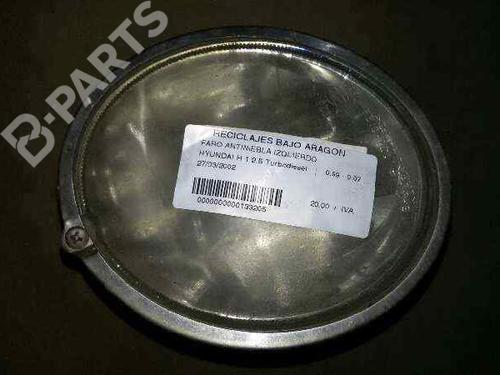 B-PARTS
RECICLAJES BAJO ARAGON
FARO ANTINIEBLA IZQUIERDO
HYUNDAI H 1 2.5 Turbodiesel | 0.99 - 0.07
27/03/2002
0000000000133205
20.00 + IVA